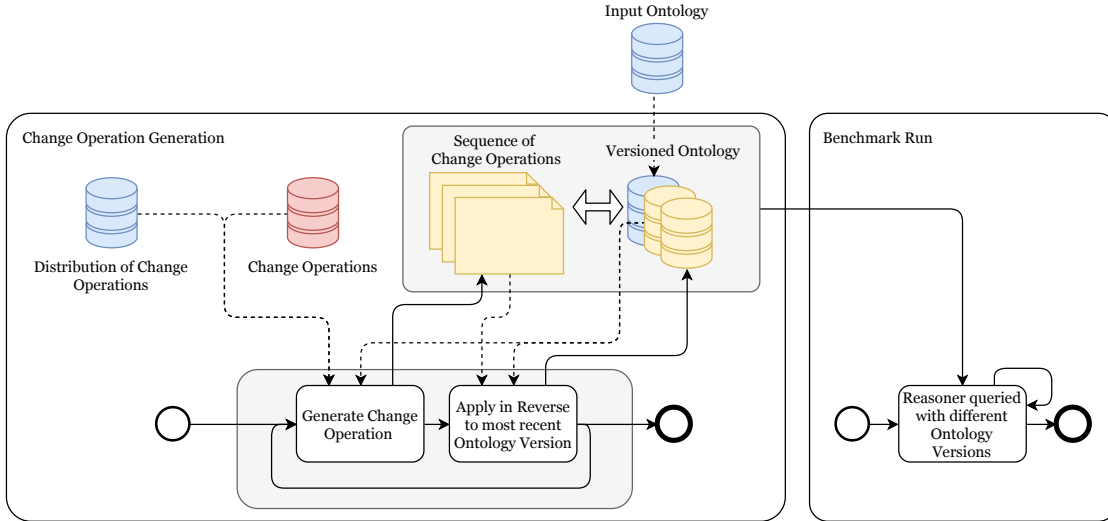 Input Ontology
Change Operation Generation
Sequence of
Change Operations
Versioned Ontology
Benchmark Run
Distribution of Change
Operations
Change Operations
Generate Change
Operation
Apply in Reverse
to most recent
Ontology Version
Reasoner queried
with different
Ontology
Versions